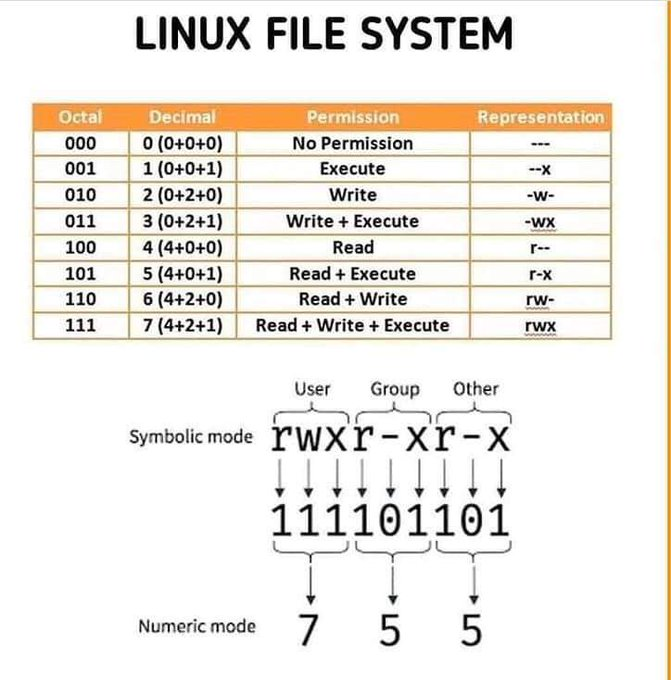 LINUX FILE SYSTEM
Octal Decimal Permission Representation
000 0 (0+0+0) No Permission ---
001 1 (0+0+1) Execute --x
010 2 (0+2+0) Write -w-
011 3 (0+2+1) Write + Execute -wx
100 4 (4+0+0) Read r--
101 5 (4+0+1) Read + Execute r-x
110 6 (4+2+0) Read + Write rw-
111 7 (4+2+1) Read + Write + Execute rwx
User Group Other
Symbolic mode rwxr-xr-x
111101101
Numeric mode 7 5 5